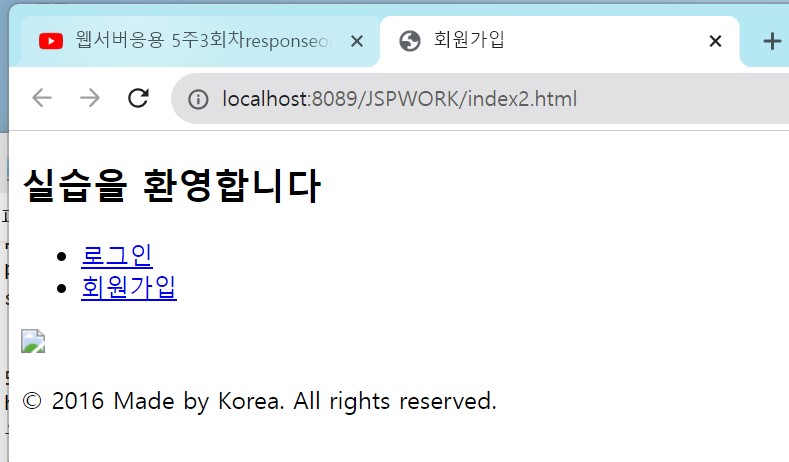 웹서버응용 5주3회차responseo
회원가입
localhost:8089/JSPWORK/index2.html
실습을 환영합니다
로그인
회원가입
© 2016 Made by Korea. All rights reserved.